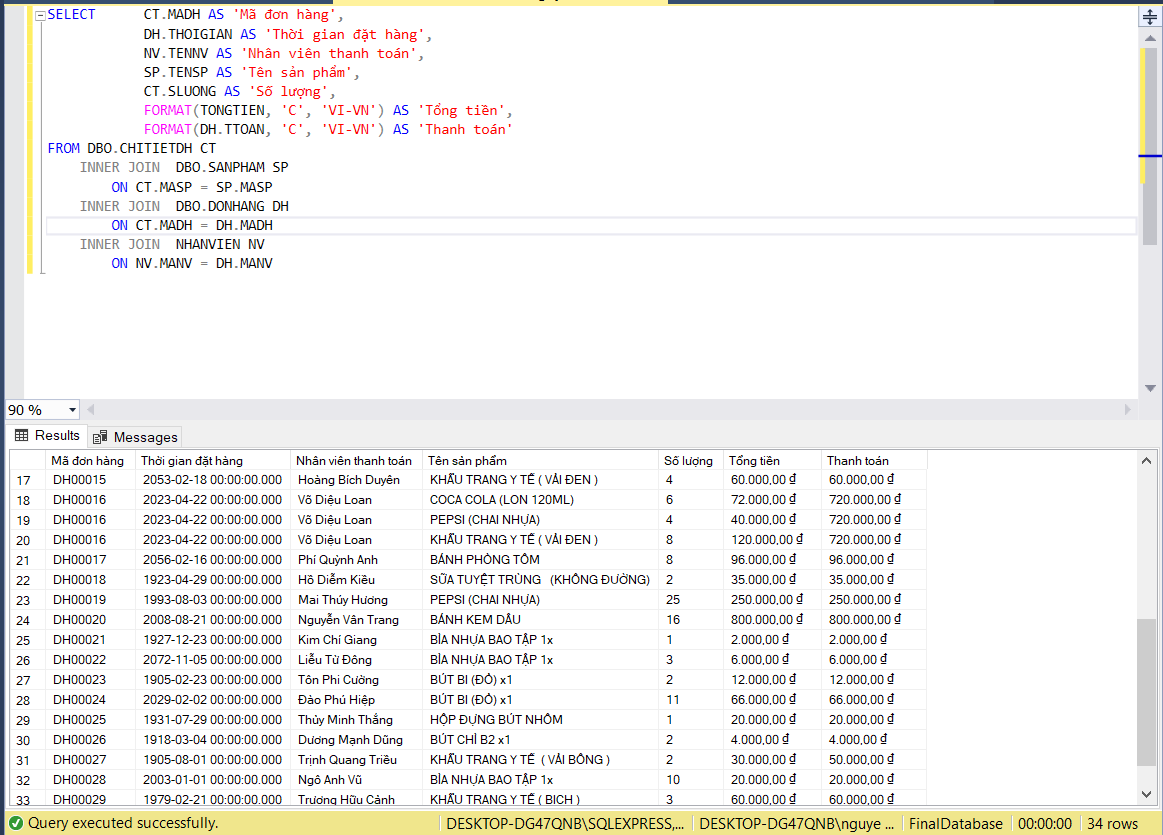 SELECT CT.MADH AS 'Mã đơn hàng',
DH.THOIGIAN AS 'Thời gian đặt hàng',
NV.TENNV AS 'Nhân viên thanh toán',
SP.TENSP AS 'Tên sản phẩm',
CT.SLUONG AS 'Số lượng',
FORMAT(TONGTIEN, 'C', 'VI-VN') AS 'Tổng tiền',
FORMAT(DH.TTOAN, 'C', 'VI-VN') AS 'Thanh toán'
FROM DBO.CHITIETDH CT
INNER JOIN DBO.SANPHAM SP
ON CT.MASP = SP.MASP
INNER JOIN DBO.DONHANG DH
ON CT.MADH = DH.MADH
INNER JOIN NHANVIEN NV
ON NV.MANV = DH.MANV
90 %
Results Messages
Mã đơn hàng Thời gian đặt hàng Nhân viên thanh toán Tên sản phẩm Số lượng Tổng tiền Thanh toán
17 DH00015 2053-02-18 00:00:00.000 Hoàng Bích Duyên KHẨU TRANG Y TẾ ( VẢI ĐEN ) 4 60.000,00 ₫ 60.000,00 ₫
18 DH00016 2023-04-22 00:00:00.000 Võ Diệu Loan COCA COLA (LON 120ML) 6 72.000,00 ₫ 720.000,00 ₫
19 DH00016 2023-04-22 00:00:00.000 Võ Diệu Loan PEPSI (CHAI NHỰA) 4 40.000,00 ₫ 720.000,00 ₫
20 DH00016 2023-04-22 00:00:00.000 Võ Diệu Loan KHẨU TRANG Y TẾ ( VẢI ĐEN ) 8 120.000,00 ₫ 720.000,00 ₫
21 DH00017 2056-02-16 00:00:00.000 Phí Quỳnh Anh BÁNH PHỒNG TÔM 8 96.000,00 ₫ 96.000,00 ₫
22 DH00018 1923-04-29 00:00:00.000 Hồ Diễm Kiều SỮA TUYỆT TRÙNG (KHÔNG ĐƯỜNG) 2 35.000,00 ₫ 35.000,00 ₫
23 DH00019 1993-08-03 00:00:00.000 Mai Thúy Hương PEPSI (CHAI NHỰA) 25 250.000,00 ₫ 250.000,00 ₫
24 DH00020 2008-08-21 00:00:00.000 Nguyễn Vân Trang BÁNH KEM DÂU 16 800.000,00 ₫ 800.000,00 ₫
25 DH00021 1927-12-23 00:00:00.000 Kim Chí Giang BÌA NHỰA BAO TẬP 1x 1 2.000,00 ₫ 2.000,00 ₫
26 DH00022 2072-11-05 00:00:00.000 Liễu Từ Đông BÌA NHỰA BAO TẬP 1x 3 6.000,00 ₫ 6.000,00 ₫
27 DH00023 1905-02-23 00:00:00.000 Tôn Phi Cường BÚT BI (ĐỎ) x1 2 12.000,00 ₫ 12.000,00 ₫
28 DH00024 2029-02-02 00:00:00.000 Đào Phú Hiệp BÚT BI (ĐỎ) x1 11 66.000,00 ₫ 66.000,00 ₫
29 DH00025 1931-07-29 00:00:00.000 Thủy Minh Thắng HỘP ĐỰNG BÚT NHÔM 1 20.000,00 ₫ 20.000,00 ₫
30 DH00026 1918-03-04 00:00:00.000 Dương Mạnh Dũng BÚT CHÌ B2 x1 2 4.000,00 ₫ 4.000,00 ₫
31 DH00027 1905-08-01 00:00:00.000 Trịnh Quang Triều KHẨU TRANG Y TẾ ( VẢI BÔNG ) 2 30.000,00 ₫ 50.000,00 ₫
32 DH00028 2003-01-01 00:00:00.000 Ngô Anh Vũ BÌA NHỰA BAO TẬP 1x 10 20.000,00 ₫ 20.000,00 ₫
33 DH00029 1979-02-21 00:00:00.000 Trương Hữu Cảnh KHẨU TRANG Y TẾ ( BICH ) 3 60.000,00 ₫ 60.000,00 ₫
Query executed successfully. DESKTOP-DG47QNB\SQLEXPRESS,... DESKTOP-DG47QNB\nguye ... FinalDatabase 00:00:00 34 rows